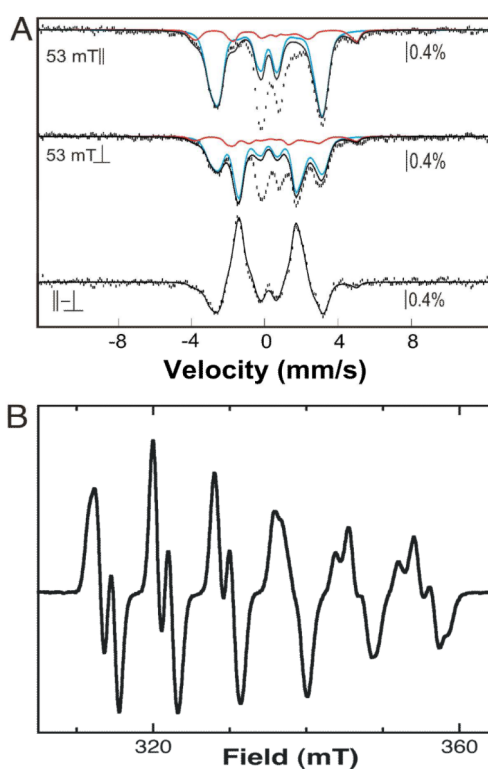 A
53 mT||
|0.4%
53 mT⊥
|0.4%
||−⊥
|0.4%
-8 -4 0 4 8
Velocity (mm/s)
B
320 360
Field (mT)